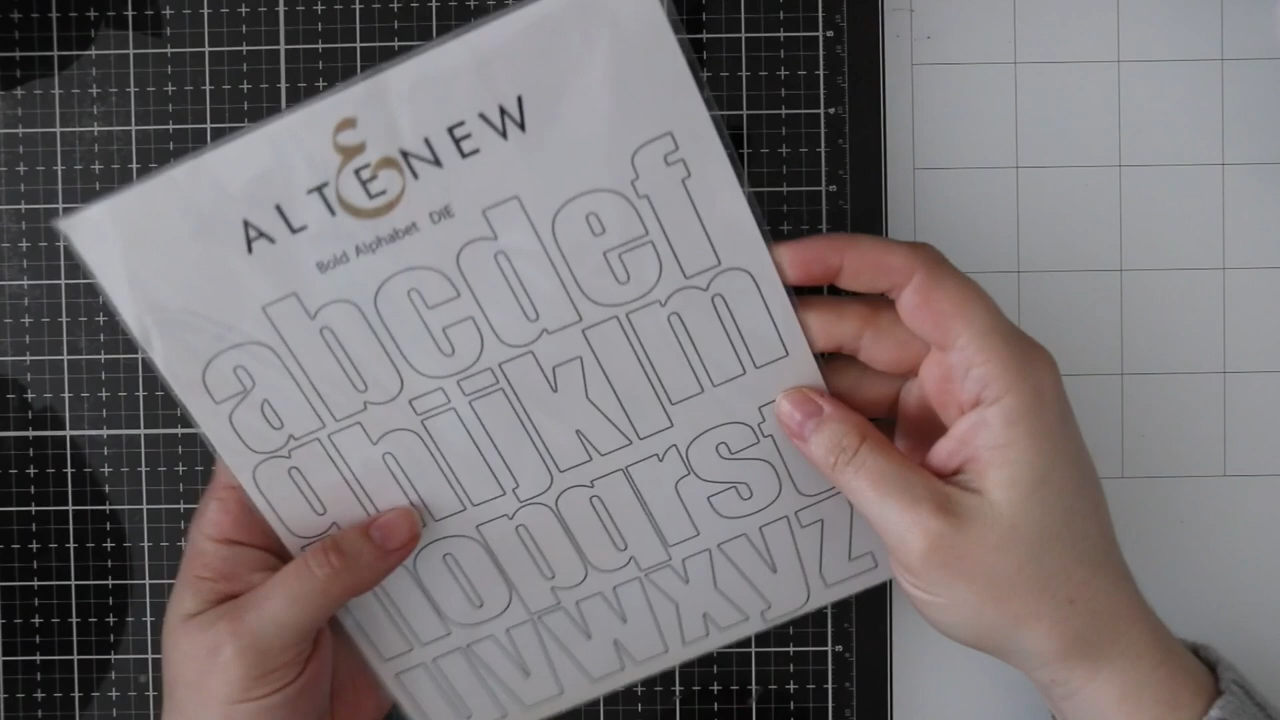 ALTENEW
Bold Alphabet DIE
abcdef
ghijklm
nopqrst
uvwxyz